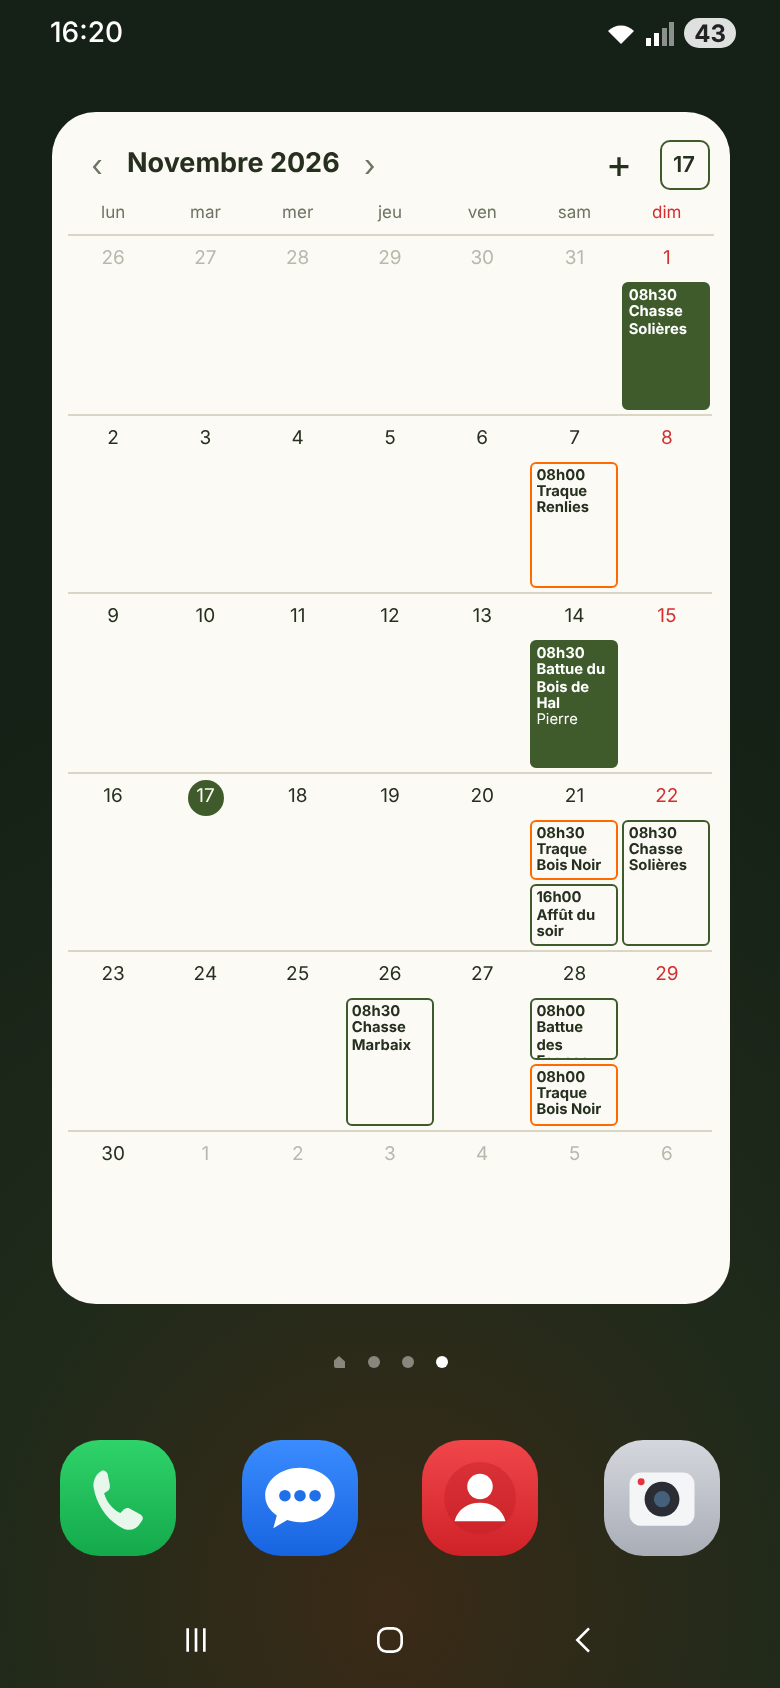 16:20
43
‹ Novembre 2026 › + 17
lun mar mer jeu ven sam dim
26 27 28 29 30 31 1
08h30
Chasse
Solières
2 3 4 5 6 7 8
08h00
Traque
Renlies
9 10 11 12 13 14 15
08h30
Battue du
Bois de
Hal
Pierre
16 17 18 19 20 21 22
08h30
Traque
Bois Noir
16h00
Affût du
soir
08h30
Chasse
Solières
23 24 25 26 27 28 29
08h30
Chasse
Marbaix
08h00
Battue
des
08h00
Traque
Bois Noir
30 1 2 3 4 5 6